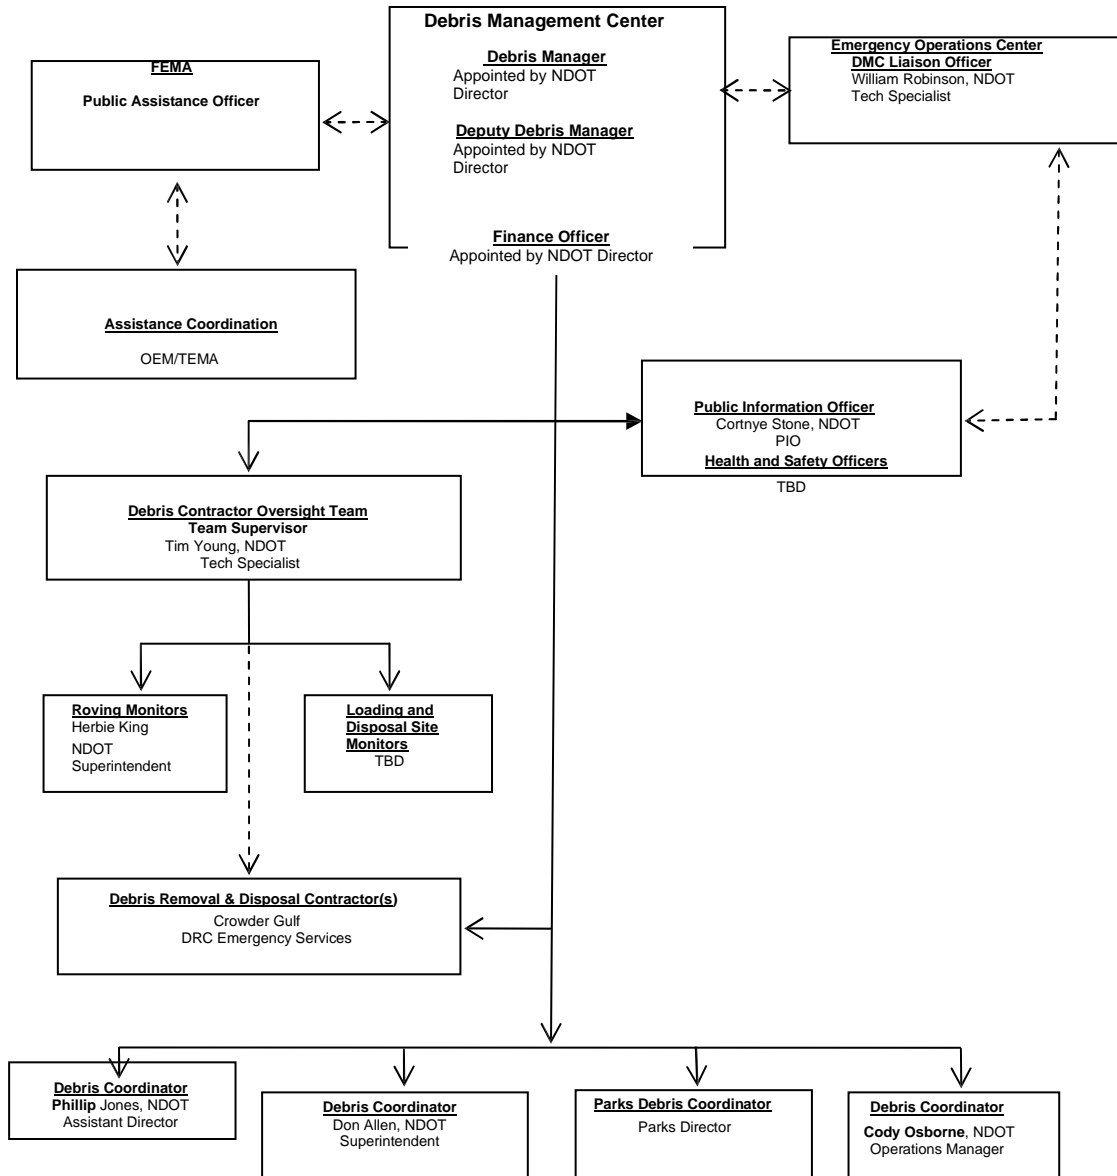 Debris Management Center
Debris Manager
Appointed by NDOT
Director
Deputy Debris Manager
Appointed by NDOT
Director
Finance Officer
Appointed by NDOT Director
FEMA
Public Assistance Officer
Emergency Operations Center
DMC Liaison Officer
William Robinson, NDOT
Tech Specialist
Assistance Coordination
OEM/TEMA
Public Information Officer
Cortnye Stone, NDOT
PIO
Health and Safety Officers
TBD
Debris Contractor Oversight Team
Team Supervisor
Tim Young, NDOT
Tech Specialist
Roving Monitors
Herbie King
NDOT
Superintendent
Loading and
Disposal Site
Monitors
TBD
Debris Removal & Disposal Contractor(s)
Crowder Gulf
DRC Emergency Services
Debris Coordinator
Phillip Jones, NDOT
Assistant Director
Debris Coordinator
Don Allen, NDOT
Superintendent
Parks Debris Coordinator
Parks Director
Debris Coordinator
Cody Osborne, NDOT
Operations Manager